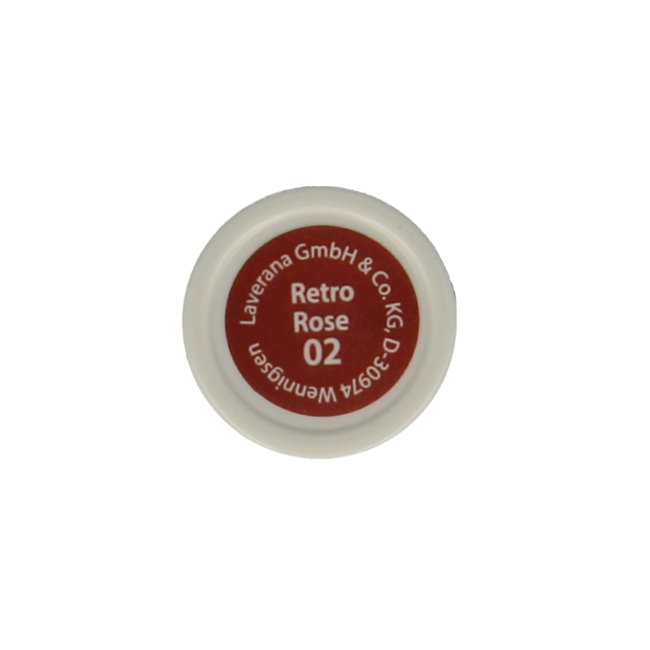 Laverana GmbH & Co. KG, D-30974 Wennigsen
Retro
Rose
02